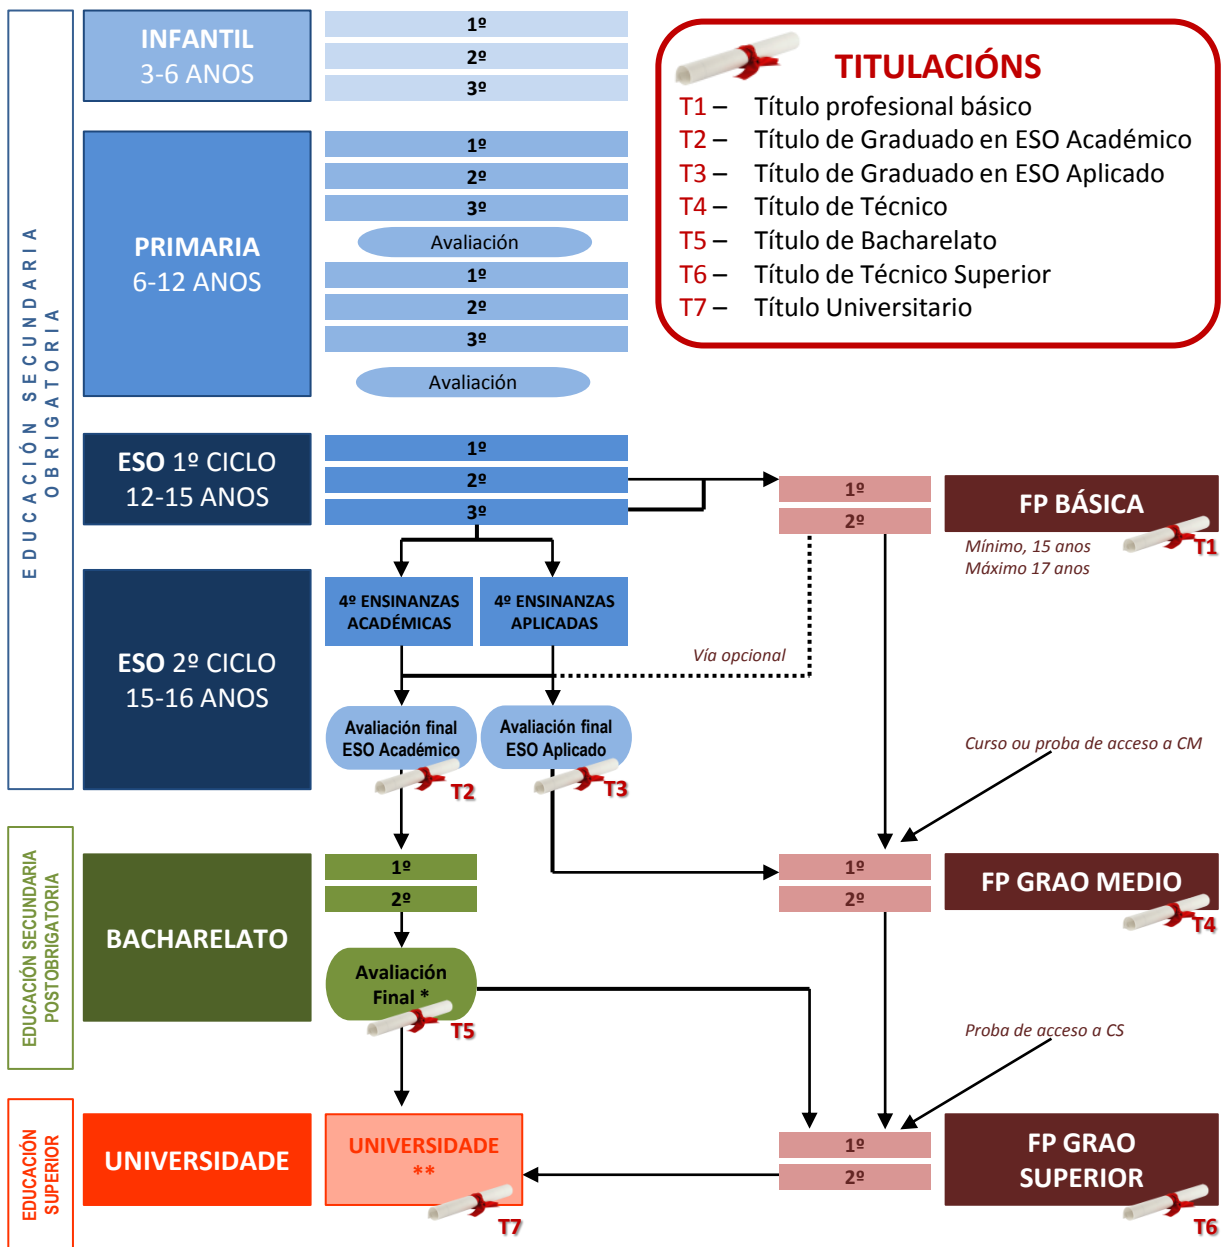 EDUCACIÓN SECUNDARIA
OBRIGATORIA
INFANTIL
3-6 ANOS
1º
2º
3º
TITULACIÓNS
T1 – Título profesional básico
T2 – Título de Graduado en ESO Académico
T3 – Título de Graduado en ESO Aplicado
T4 – Título de Técnico
T5 – Título de Bacharelato
T6 – Título de Técnico Superior
T7 – Título Universitario
PRIMARIA
6-12 ANOS
1º
2º
3º
Avaliación
1º
2º
3º
Avaliación
ESO 1º CICLO
12-15 ANOS
1º
2º
3º
1º
2º
FP BÁSICA
T1
Mínimo, 15 anos
Máximo 17 anos
ESO 2º CICLO
15-16 ANOS
4º ENSINANZAS
ACADÉMICAS
4º ENSINANZAS
APLICADAS
Vía opcional
Avaliación final
ESO Académico
T2
Avaliación final
ESO Aplicado
T3
Curso ou proba de acceso a CM
EDUCACIÓN SECUNDARIA
POSTOBRIGATORIA
BACHARELATO
1º
2º
Avaliación
Final *
T5
1º
2º
FP GRAO MEDIO
T4
Proba de acceso a CS
EDUCACIÓN
SUPERIOR
UNIVERSIDADE
UNIVERSIDADE
**
T7
1º
2º
FP GRAO
SUPERIOR
T6